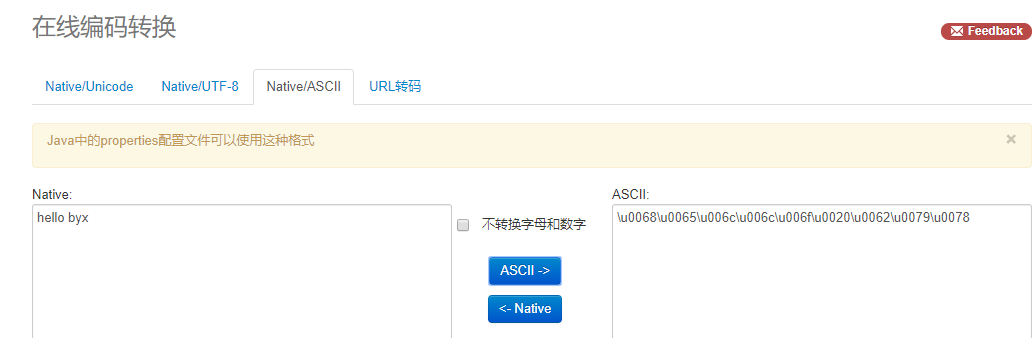 在线编码转换
Feedback
Native/Unicode
Native/UTF-8
Native/ASCII
URL转码
Java中的properties配置文件可以使用这种格式
×
Native:
ASCII:
hello byx
不转换字母和数字
\u0068\u0065\u006c\u006c\u006f\u0020\u0062\u0079\u0078
ASCII ->
<- Native